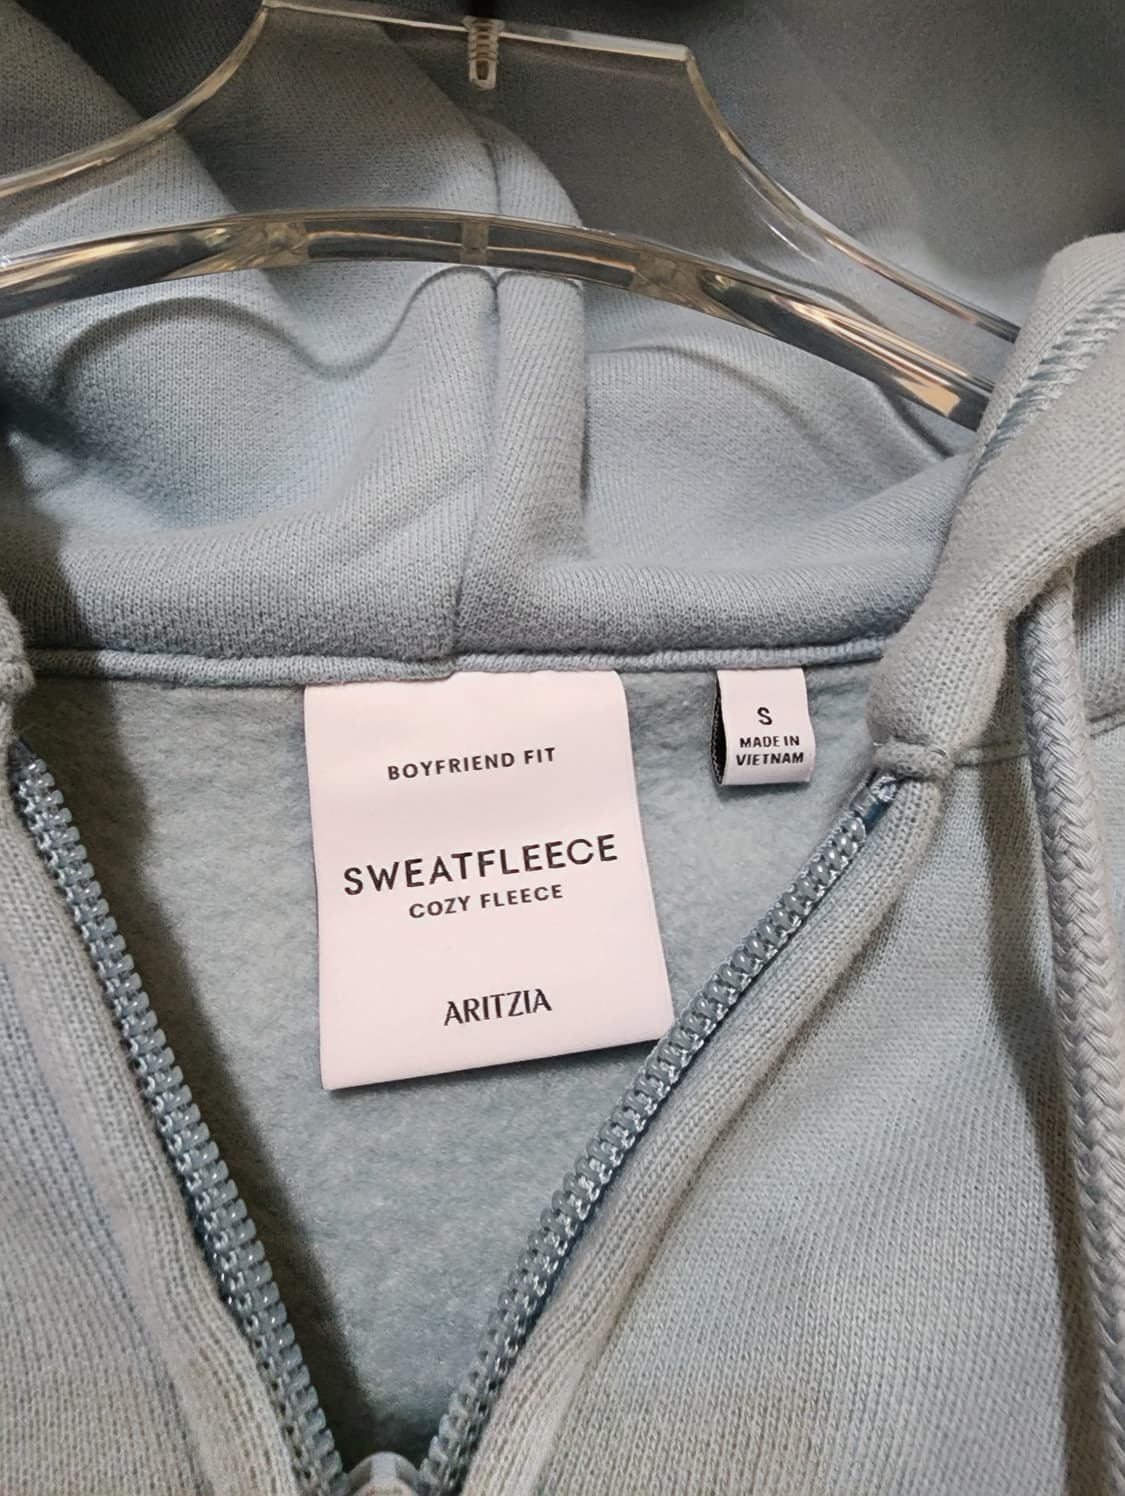 BOYFRIEND FIT
SWEATFLEECE
COZY FLEECE
ARITZIA
S
MADE IN
VIETNAM